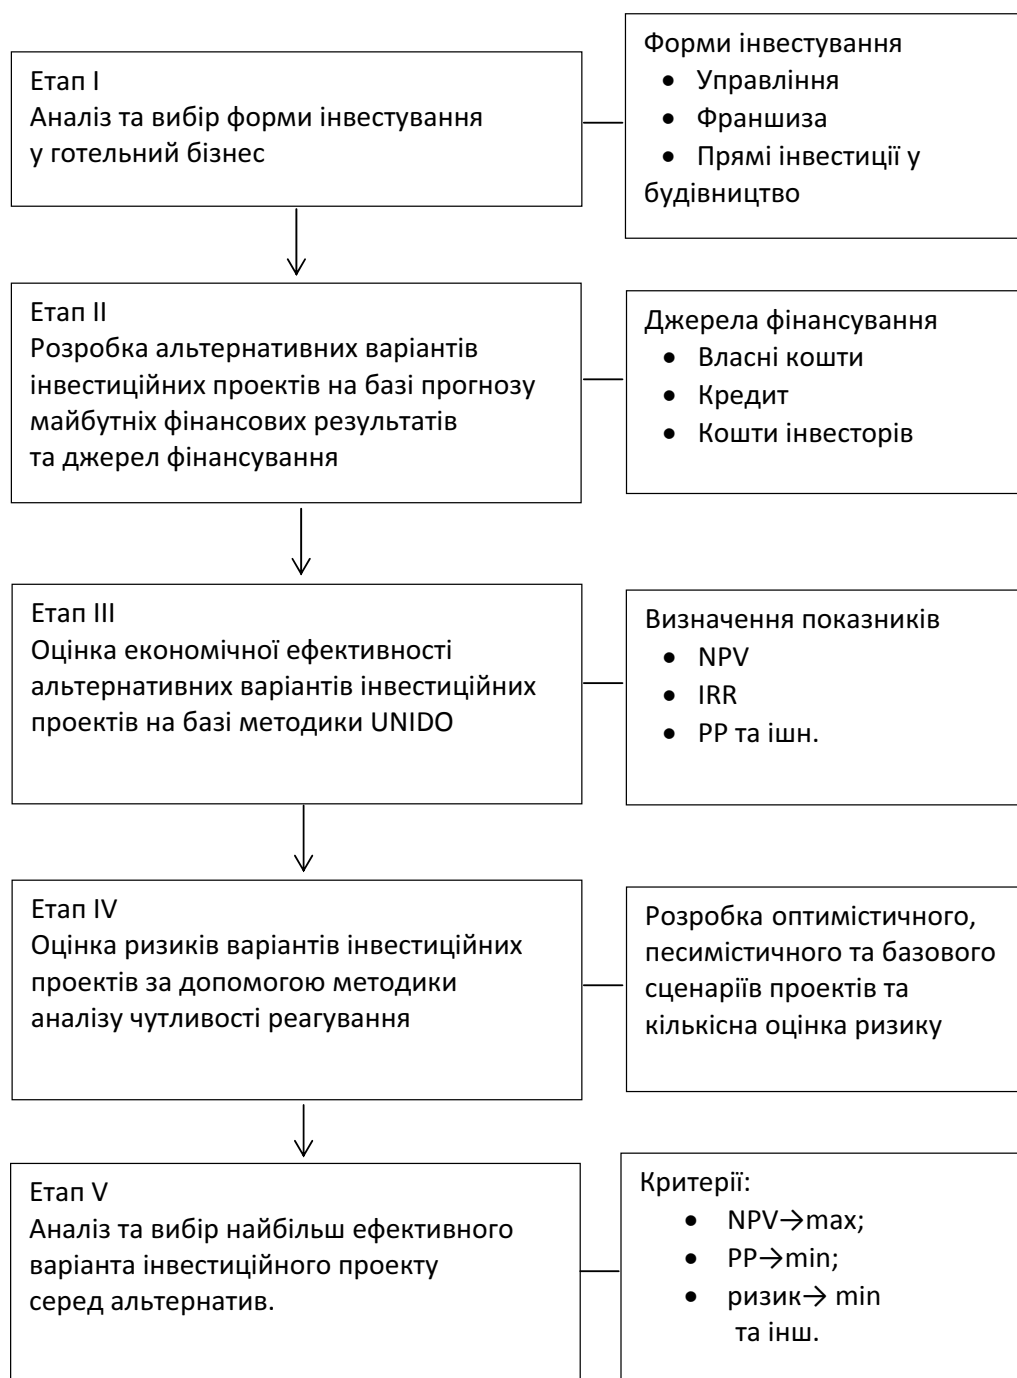 Етап I
Аналіз та вибір форми інвестування
у готельний бізнес
Форми інвестування
• Управління
• Франшиза
• Прямі інвестиції у
будівництво
Етап II
Розробка альтернативних варіантів
інвестиційних проектів на базі прогнозу
майбутніх фінансових результатів
та джерел фінансування
Джерела фінансування
• Власні кошти
• Кредит
• Кошти інвесторів
Етап III
Оцінка економічної ефективності
альтернативних варіантів інвестиційних
проектів на базі методики UNIDO
Визначення показників
• NPV
• IRR
• PP та ішн.
Етап IV
Оцінка ризиків варіантів інвестиційних
проектів за допомогою методики
аналізу чутливості реагування
Розробка оптимістичного,
песимістичного та базового
сценаріїв проектів та
кількісна оцінка ризику
Етап V
Аналіз та вибір найбільш ефективного
варіанта інвестиційного проекту
серед альтернатив.
Критерії:
• NPV→max;
• PP→min;
• ризик→ min
та інш.